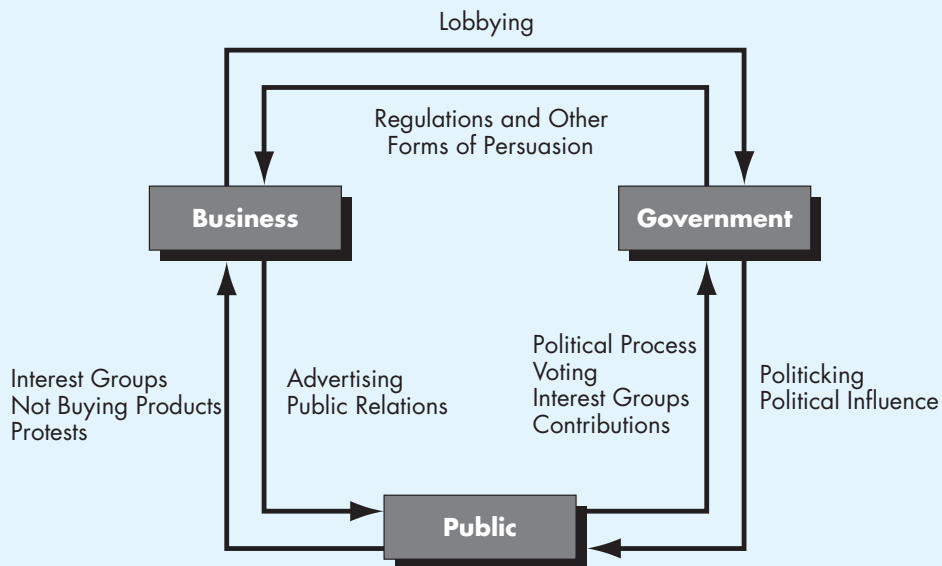 Lobbying
Regulations and Other
Forms of Persuasion
Business
Government
Interest Groups
Not Buying Products
Protests
Advertising
Public Relations
Political Process
Voting
Interest Groups
Contributions
Politicking
Political Influence
Public